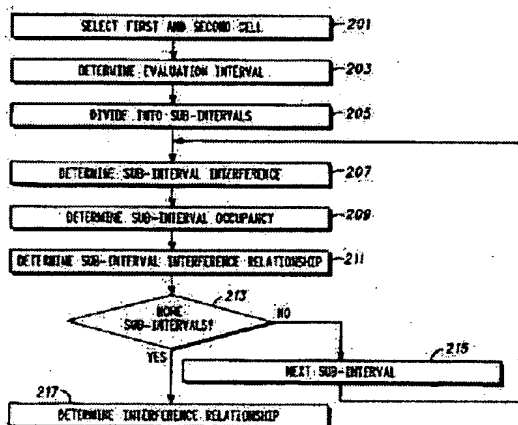 SELECT FIRST AND SECOND CELL
201
DETERMINE EVALUATION INTERVAL
203
DIVIDE INTO SUB-INTERVALS
205
DETERMINE SUB-INTERVAL INTERFERENCE
207
DETERMINE SUB-INTERVAL OCCUPANCY
209
DETERMINE SUB-INTERVAL INTERFERENCE RELATIONSHIP
211
213
SUB-INTERVALS?
NO
YES
215
NEXT SUB-INTERVAL
217
DETERMINE INTERFERENCE RELATIONSHIP